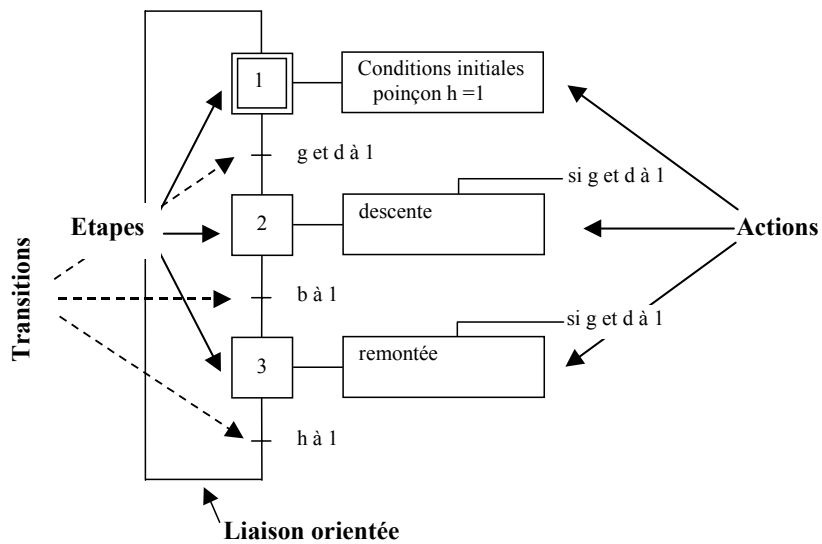 1
Conditions initiales
poinçon h =1
g et d à 1
si g et d à 1
Etapes
2
descente
Actions
Transitions
b à 1
si g et d à 1
3
remontée
h à 1
Liaison orientée